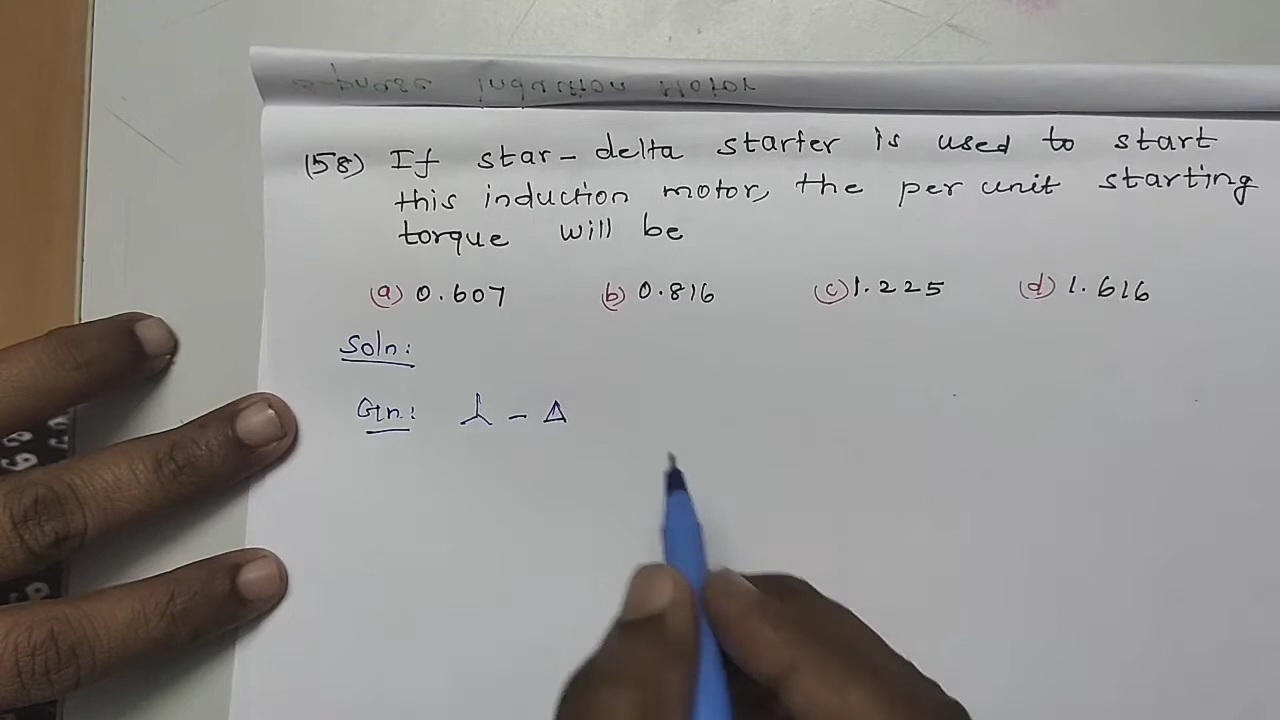 (58) If star-delta starter is used to start
this induction motor, the per unit starting
torque will be
(a) 0.607 (b) 0.816 (c) 1.225 (d) 1.616
Soln:
Gn: ⅄ - Δ